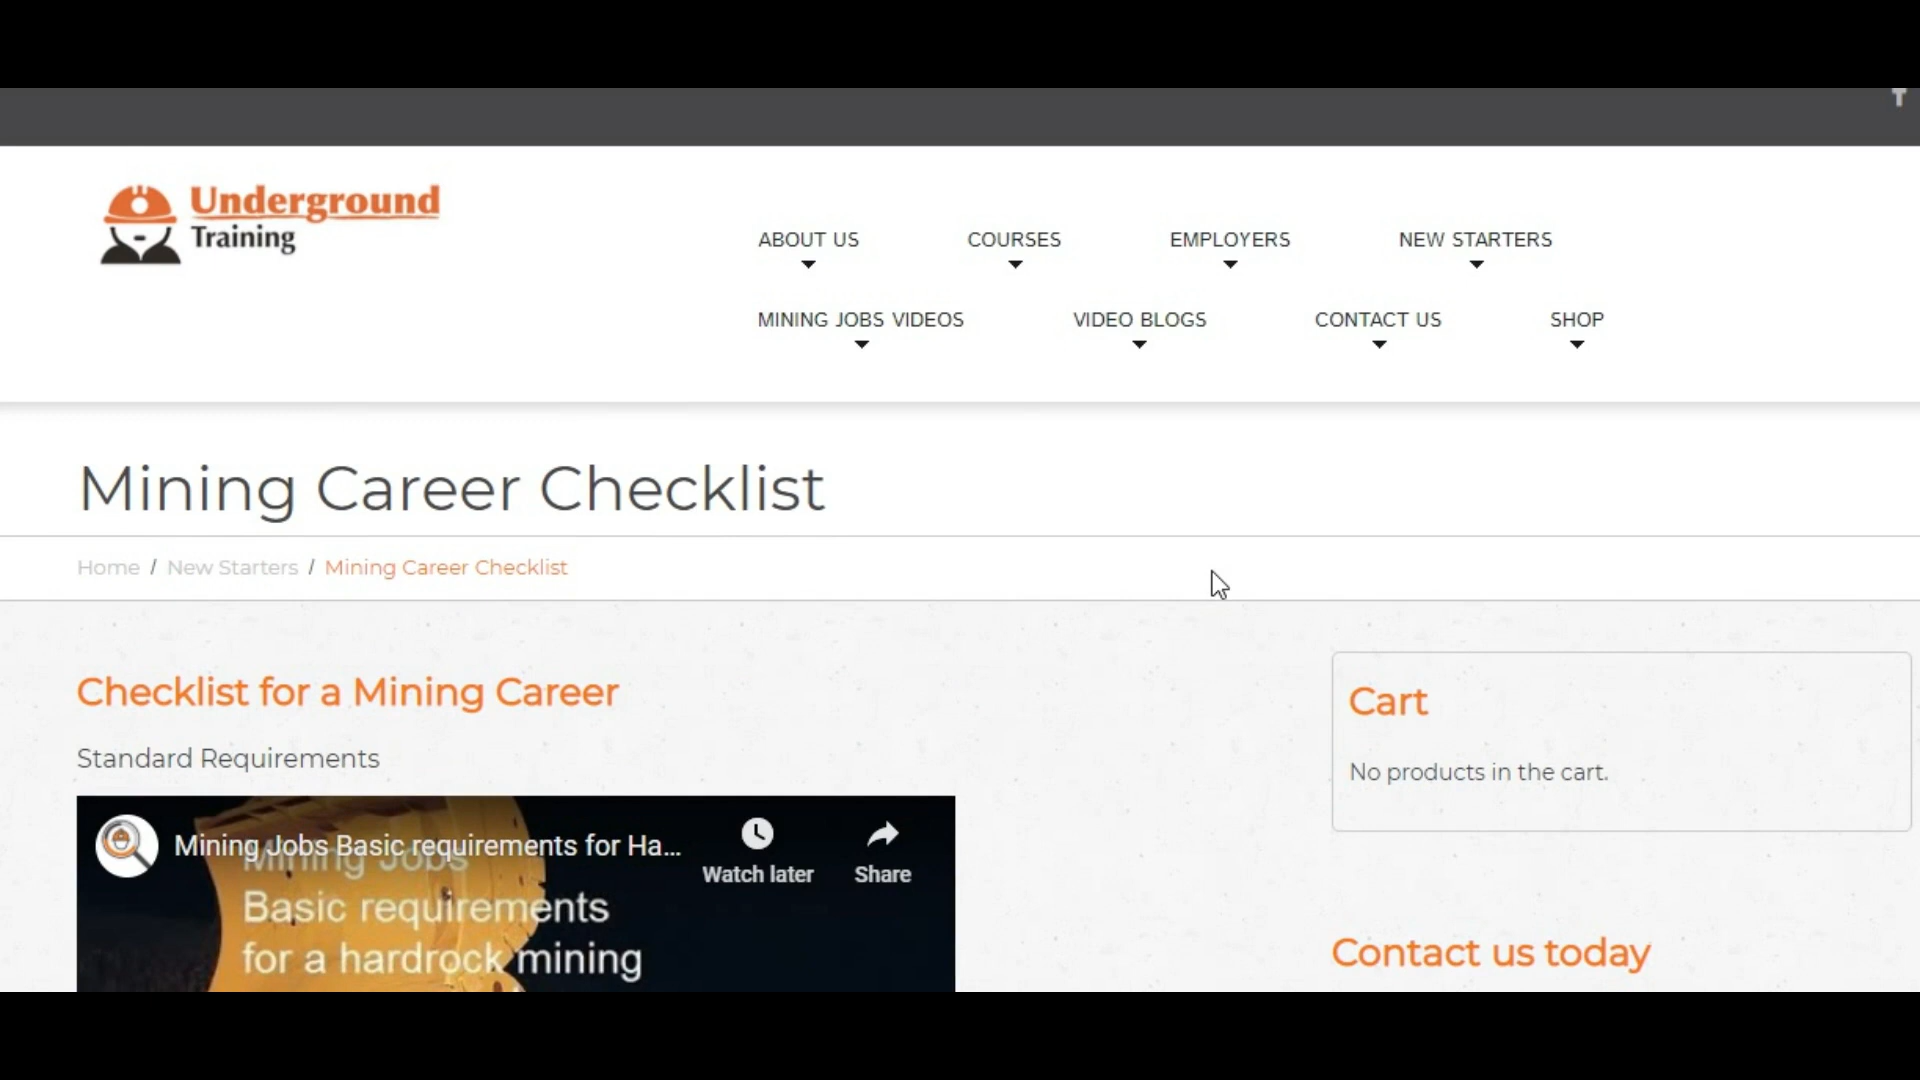 Underground
Training
ABOUT US
COURSES
EMPLOYERS
NEW STARTERS
MINING JOBS VIDEOS
VIDEO BLOGS
CONTACT US
SHOP
Mining Career Checklist
Home / New Starters / Mining Career Checklist
Checklist for a Mining Career
Standard Requirements
Mining Jobs Basic requirements for Ha...
Watch later
Share
Mining Jobs
Basic requirements
for a hardrock mining
Cart
No products in the cart.
Contact us today